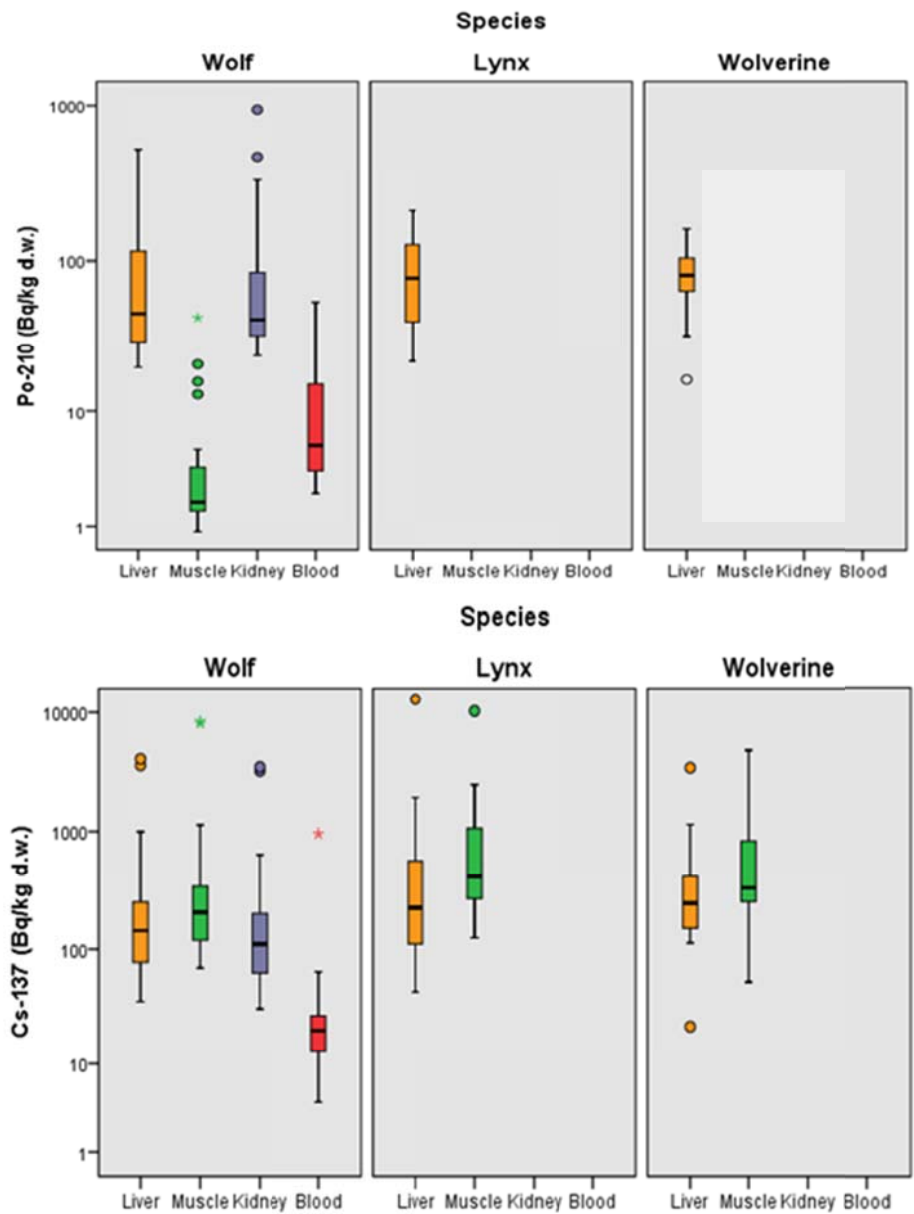 Species
Wolf Lynx Wolverine
Po-210 (Bq/kg d.w.)
1000
100
10
1
Liver Muscle Kidney Blood Liver Muscle Kidney Blood Liver Muscle Kidney Blood
Species
Wolf Lynx Wolverine
Cs-137 (Bq/kg d.w.)
10000
1000
100
10
1
Liver Muscle Kidney Blood Liver Muscle Kidney Blood Liver Muscle Kidney Blood